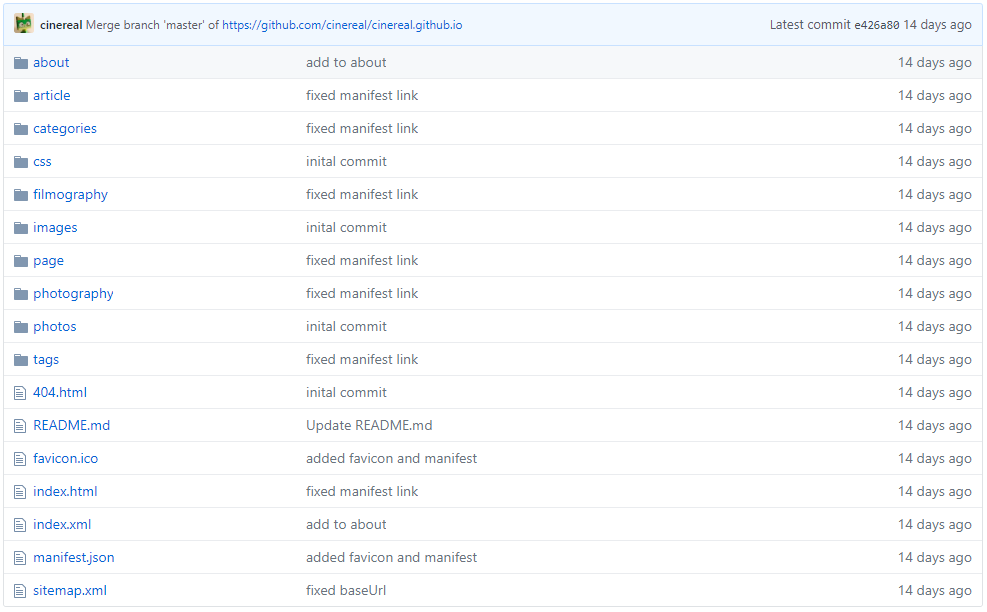 cinereal Merge branch 'master' of https://github.com/cinereal/cinereal.github.io Latest commit e426a80 14 days ago
about add to about 14 days ago
article fixed manifest link 14 days ago
categories fixed manifest link 14 days ago
css inital commit 14 days ago
filmography fixed manifest link 14 days ago
images inital commit 14 days ago
page fixed manifest link 14 days ago
photography fixed manifest link 14 days ago
photos inital commit 14 days ago
tags fixed manifest link 14 days ago
404.html inital commit 14 days ago
README.md Update README.md 14 days ago
favicon.ico added favicon and manifest 14 days ago
index.html fixed manifest link 14 days ago
index.xml add to about 14 days ago
manifest.json added favicon and manifest 14 days ago
sitemap.xml fixed baseUrl 14 days ago